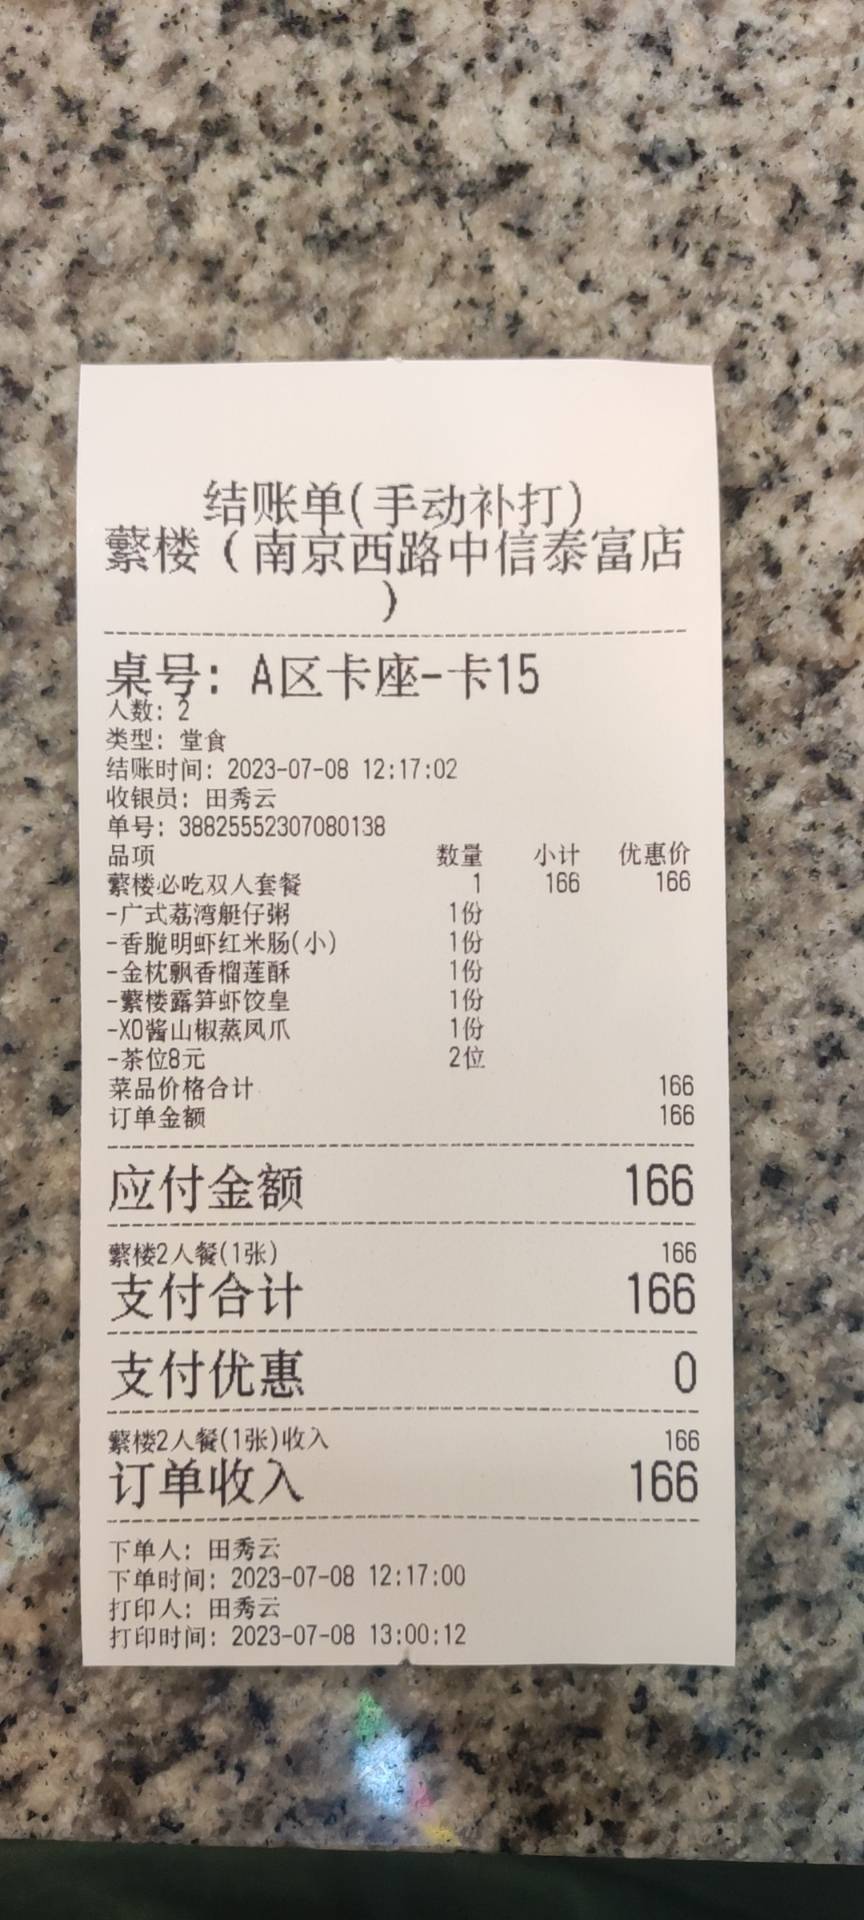 结账单(手动补打)
蘩楼（南京西路中信泰富店
）
桌号: A区卡座-卡15
人数: 2
类型: 堂食
结账时间: 2023-07-08 12:17:02
收银员: 田秀云
单号: 38825552307080138
品项 数量 小计 优惠价
蘩楼必吃双人套餐 1 166 166
-广式荔湾艇仔粥 1份
-香脆明虾红米肠(小) 1份
-金枕飘香榴莲酥 1份
-蘩楼露笋虾饺皇 1份
-XO酱山椒蒸凤爪 1份
-茶位8元 2位
菜品价格合计 166
订单金额 166
应付金额 166
蘩楼2人餐(1张) 166
支付合计 166
支付优惠 0
蘩楼2人餐(1张)收入 166
订单收入 166
下单人: 田秀云
下单时间: 2023-07-08 12:17:00
打印人: 田秀云
打印时间: 2023-07-08 13:00:12